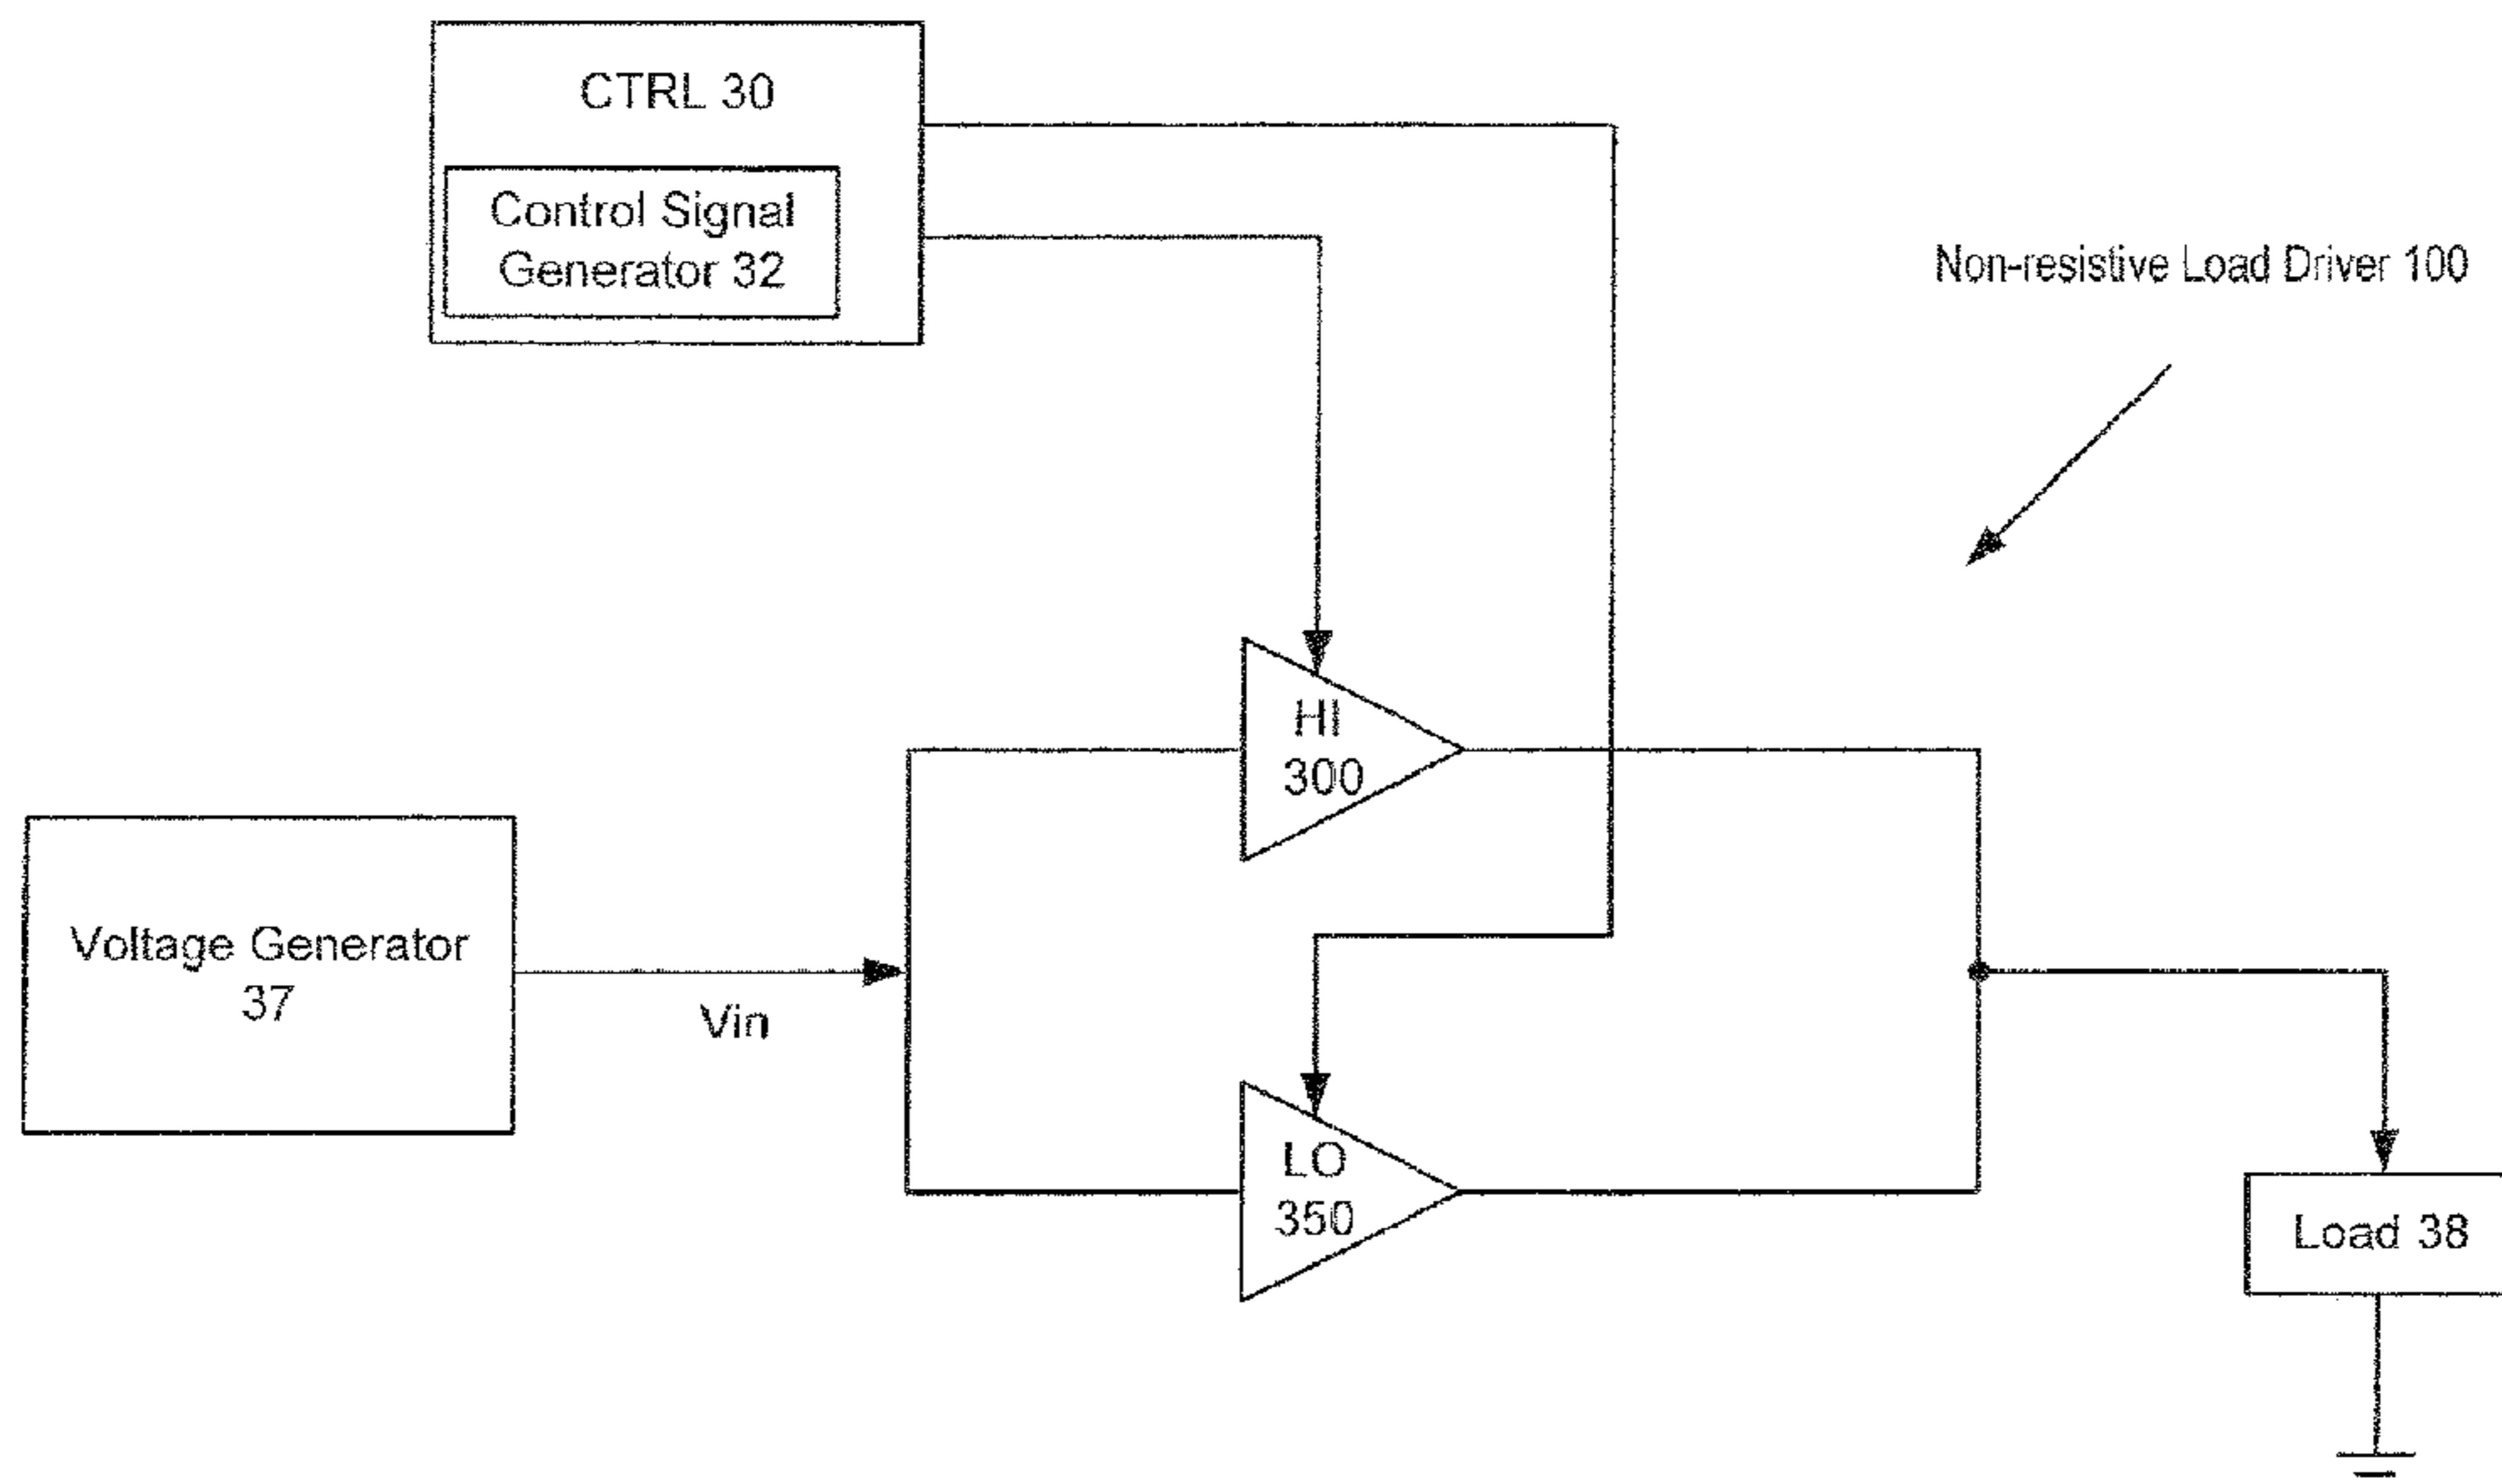 CTRL 30
Control Signal
Generator 32
Non-resistive Load Driver 100
HI
300
Voltage Generator
37
Vin
LO
350
Load 38